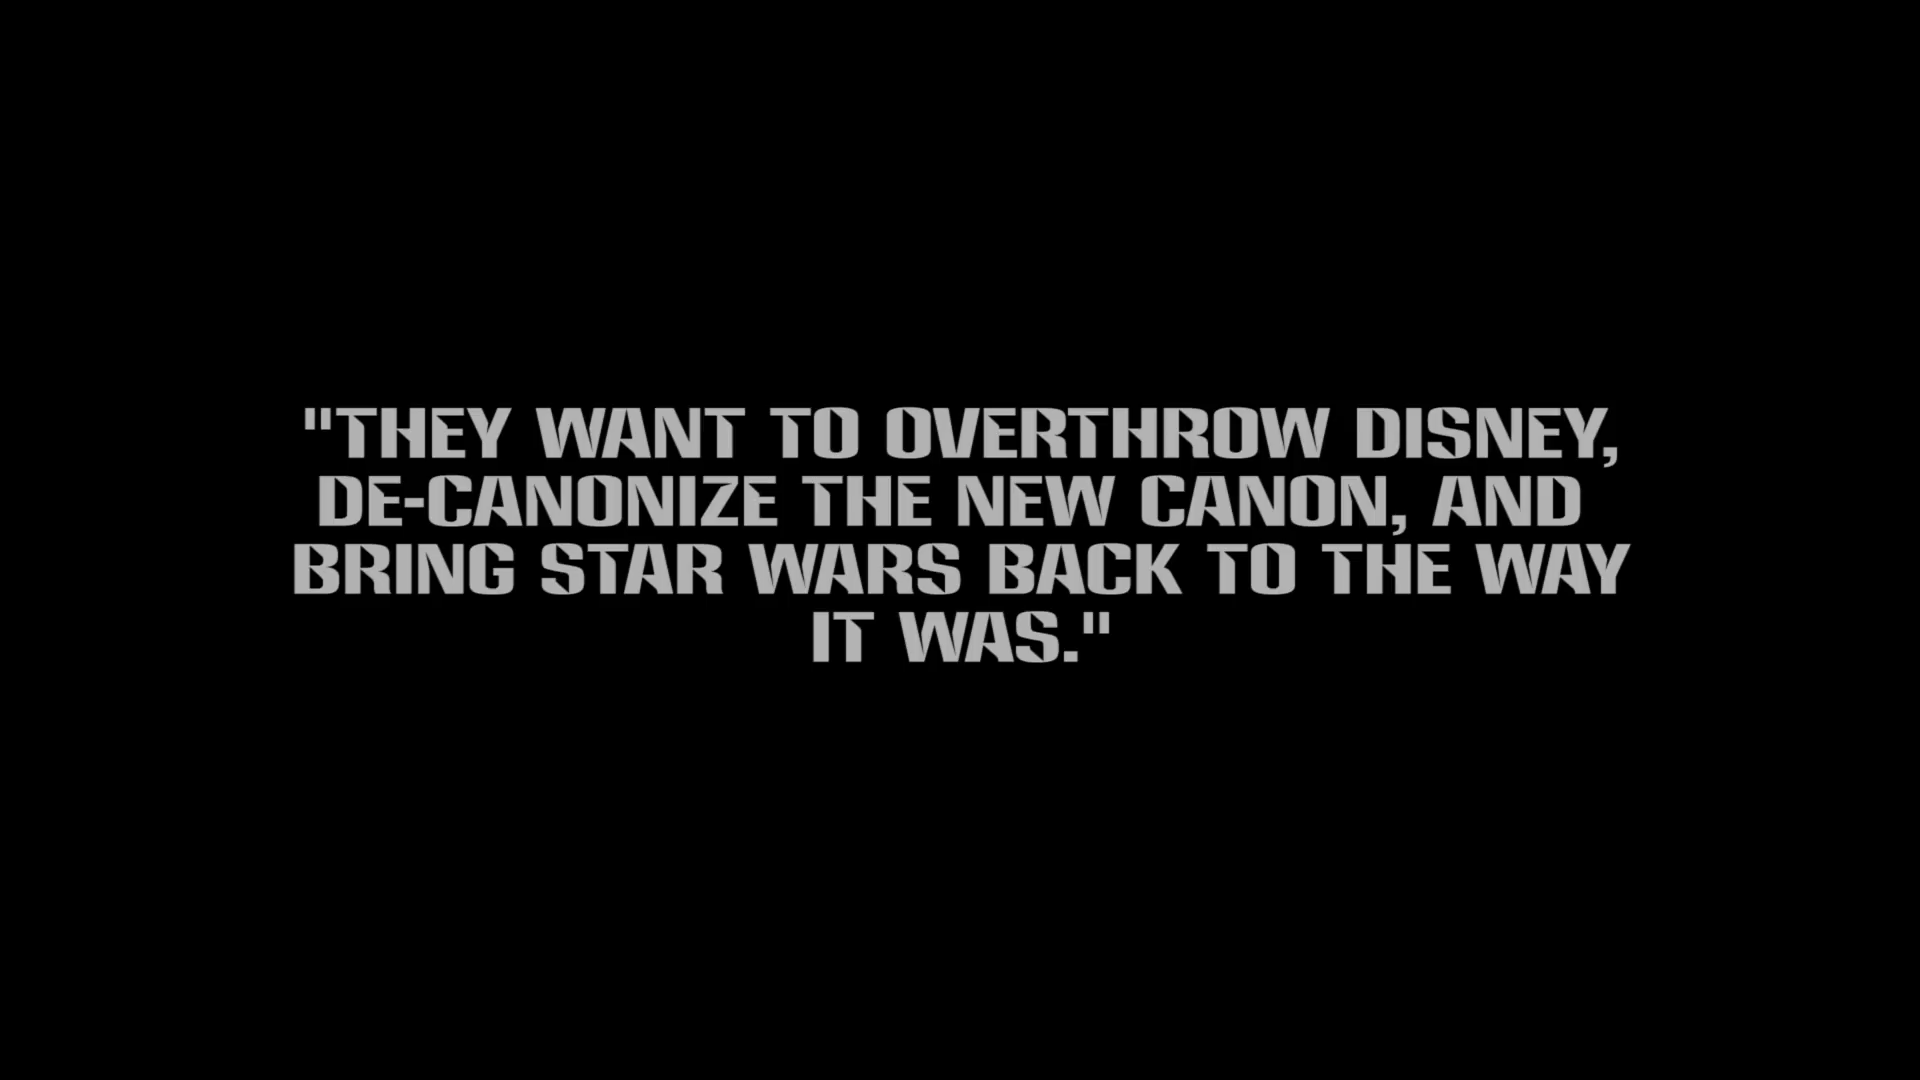 "THEY WANT TO OVERTHROW DISNEY,
DE-CANONIZE THE NEW CANON, AND
BRING STAR WARS BACK TO THE WAY
IT WAS."